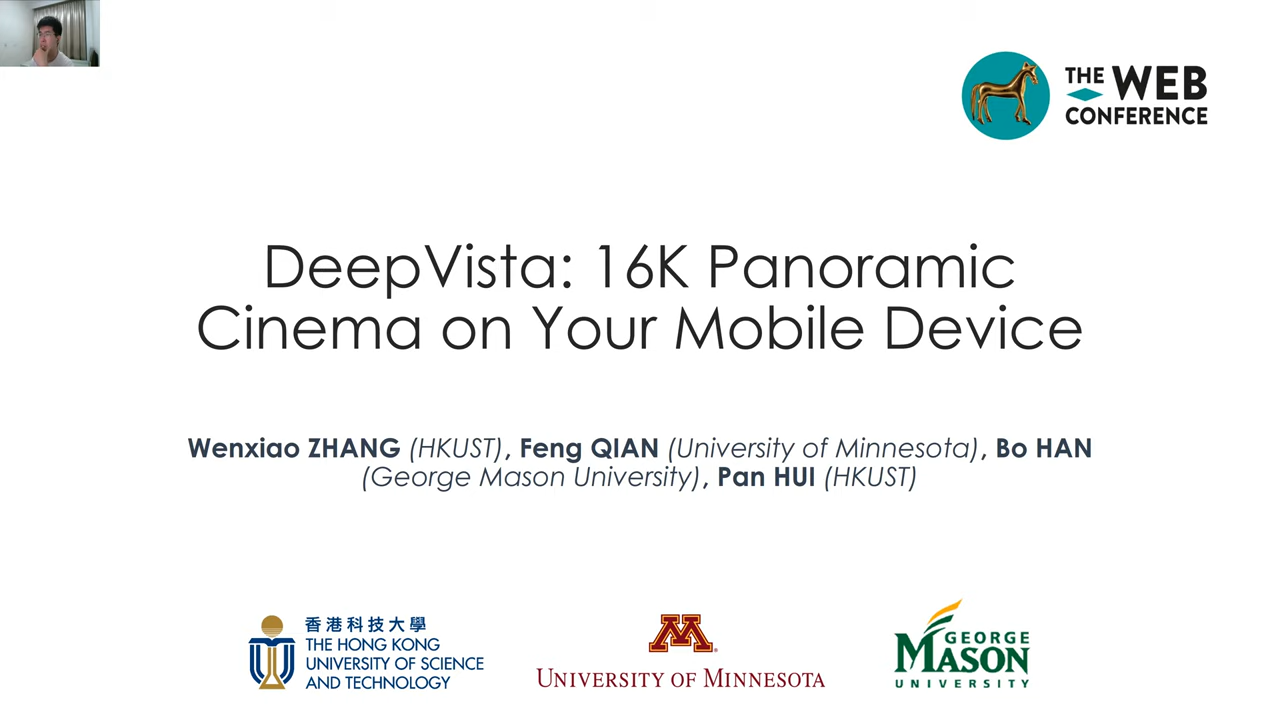 THE WEB
CONFERENCE
DeepVista: 16K Panoramic
Cinema on Your Mobile Device
Wenxiao ZHANG (HKUST), Feng QIAN (University of Minnesota), Bo HAN
(George Mason University), Pan HUI (HKUST)
香港科技大學
THE HONG KONG
UNIVERSITY OF SCIENCE
AND TECHNOLOGY
M
UNIVERSITY OF MINNESOTA
GEORGE
MASON
UNIVERSITY